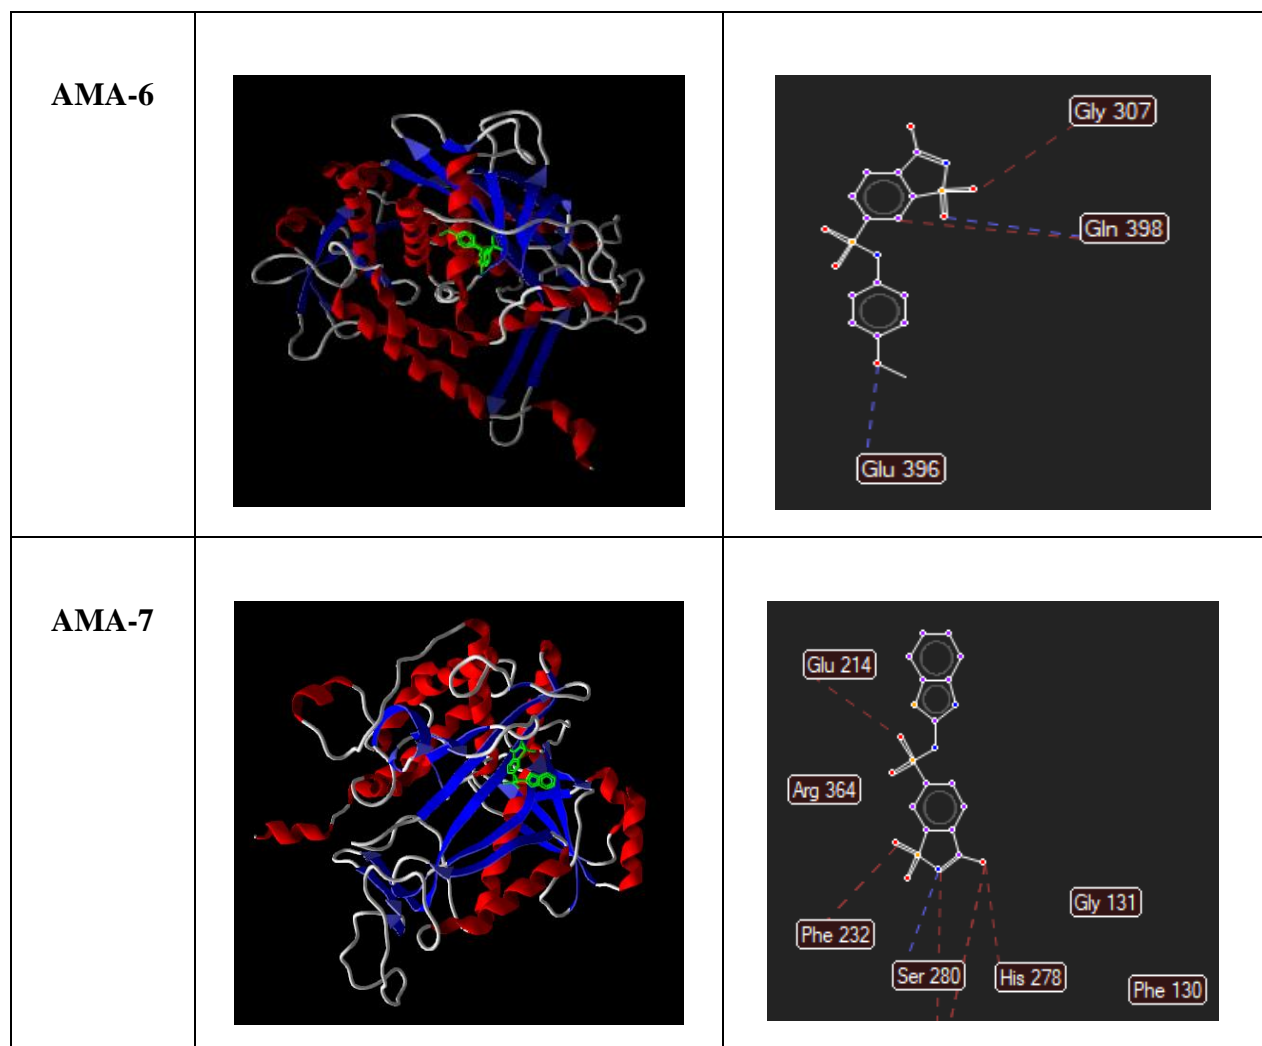 AMA-6
Gly 307
Gln 398
Glu 396
AMA-7
Glu 214
Arg 364
Gly 131
Phe 232
Ser 280
His 278
Phe 130